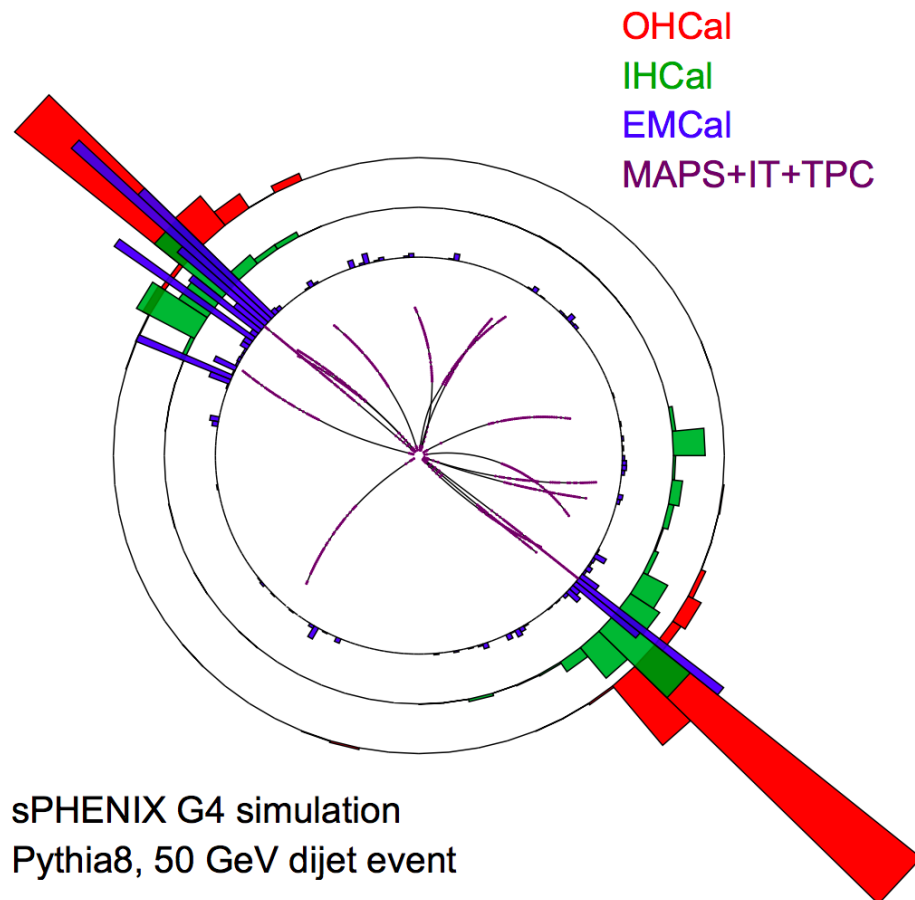 OHCal
IHCal
EMCal
MAPS+IT+TPC
sPHENIX G4 simulation
Pythia8, 50 GeV dijet event